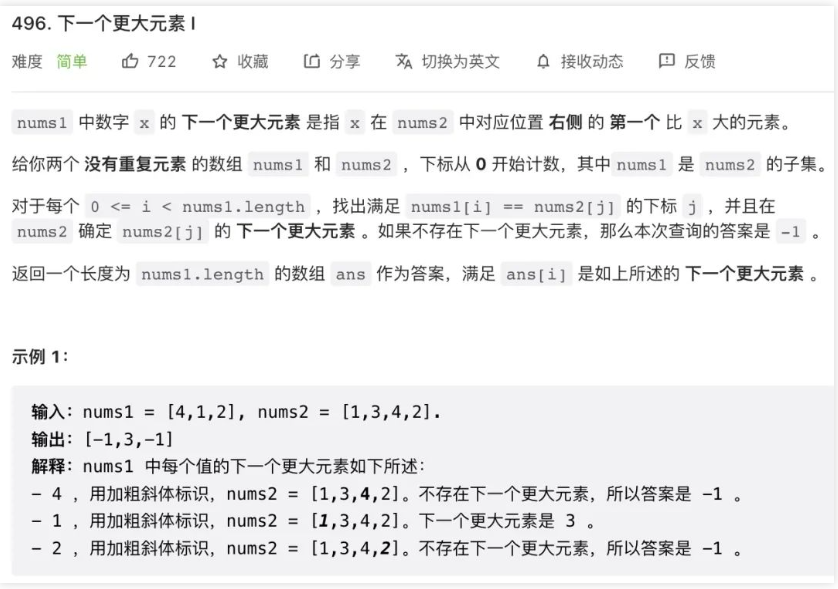 496. 下一个更大元素 I
难度 简单 722 收藏 分享 切换为英文 接收动态 反馈
nums1 中数字 x 的 下一个更大元素 是指 x 在 nums2 中对应位置 右侧 的 第一个 比 x 大的元素。
给你两个 没有重复元素 的数组 nums1 和 nums2 ，下标从 0 开始计数，其中nums1 是 nums2 的子集。
对于每个 0 <= i < nums1.length ，找出满足 nums1[i] == nums2[j] 的下标 j ，并且在
nums2 确定 nums2[j] 的 下一个更大元素 。如果不存在下一个更大元素，那么本次查询的答案是 -1 。
返回一个长度为 nums1.length 的数组 ans 作为答案，满足 ans[i] 是如上所述的 下一个更大元素 。
示例 1：
输入：nums1 = [4,1,2], nums2 = [1,3,4,2].
输出：[-1,3,-1]
解释：nums1 中每个值的下一个更大元素如下所述：
- 4 ，用加粗斜体标识，nums2 = [1,3,4,2]。不存在下一个更大元素，所以答案是 -1 。
- 1 ，用加粗斜体标识，nums2 = [1,3,4,2]。下一个更大元素是 3 。
- 2 ，用加粗斜体标识，nums2 = [1,3,4,2]。不存在下一个更大元素，所以答案是 -1 。